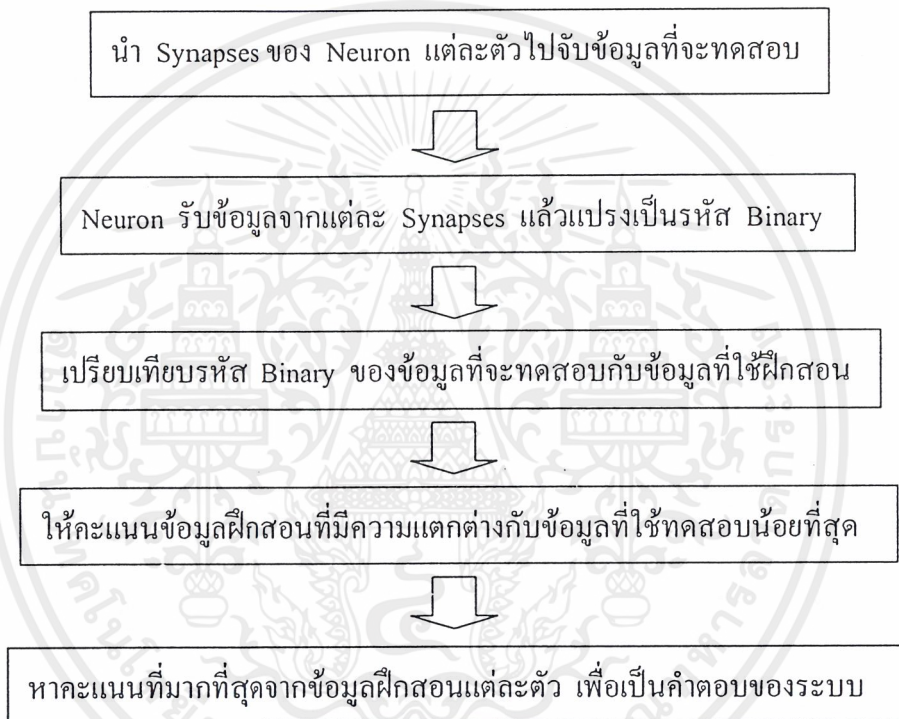 นำ Synapses ของ Neuron แต่ละตัวไปจับข้อมูลที่จะทดสอบ
Neuron รับข้อมูลจากแต่ละ Synapses แล้วแปรงเป็นรหัส Binary
เปรียบเทียบรหัส Binary ของข้อมูลที่จะทดสอบกับข้อมูลที่ใช้ฝึกสอน
ให้คะแนนข้อมูลฝึกสอนที่มีความแตกต่างกับข้อมูลที่ใช้ทดสอบน้อยที่สุด
หาคะแนนที่มากที่สุดจากข้อมูลฝึกสอนแต่ละตัว เพื่อเป็นคำตอบของระบบ